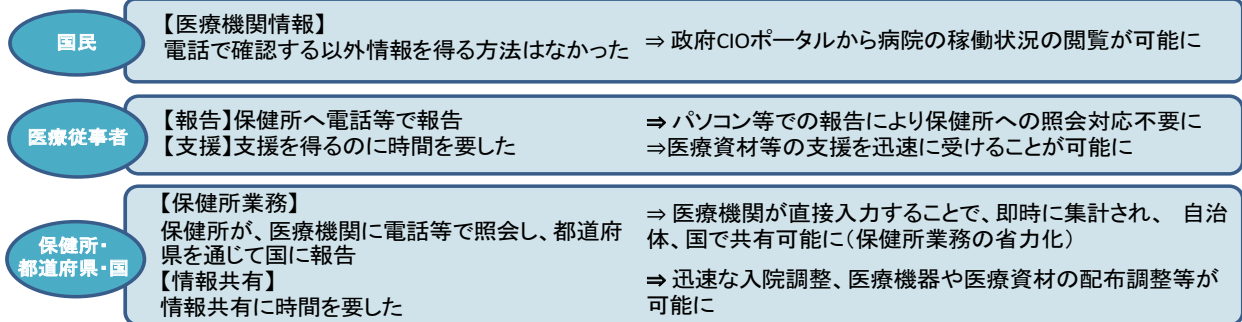 国民
【医療機関情報】
電話で確認する以外情報を得る方法はなかった
⇒ 政府CIOポータルから病院の稼働状況の閲覧が可能に
医療従事者
【報告】保健所へ電話等で報告
【支援】支援を得るのに時間を要した
⇒ パソコン等での報告により保健所への照会対応不要に
⇒医療資材等の支援を迅速に受けることが可能に
保健所・
都道府県・国
【保健所業務】
保健所が、医療機関に電話等で照会し、都道府
県を通じて国に報告
【情報共有】
情報共有に時間を要した
⇒ 医療機関が直接入力することで、即時に集計され、 自治
体、国で共有可能に（保健所業務の省力化）
⇒ 迅速な入院調整、医療機器や医療資材の配布調整等が
可能に